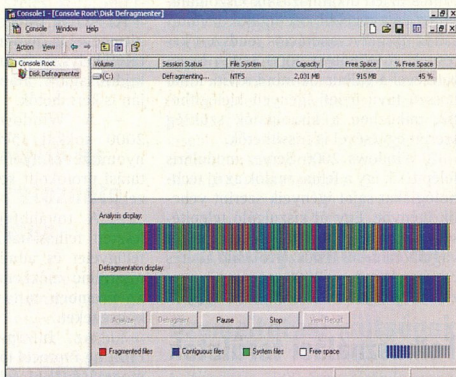 Console1 - [Console Root\Disk Defragmenter]
Console Window Help
Action View
Console Root
Disk Defragmenter
Volume Session Status File System Capacity Free Space % Free Space
(C:) Defragmenting... NTFS 2,031 MB 915 MB 45 %
Analysis display:
Defragmentation display:
Analyze Defragment Pause Stop View Report
Fragmented files Contiguous files System files Free space